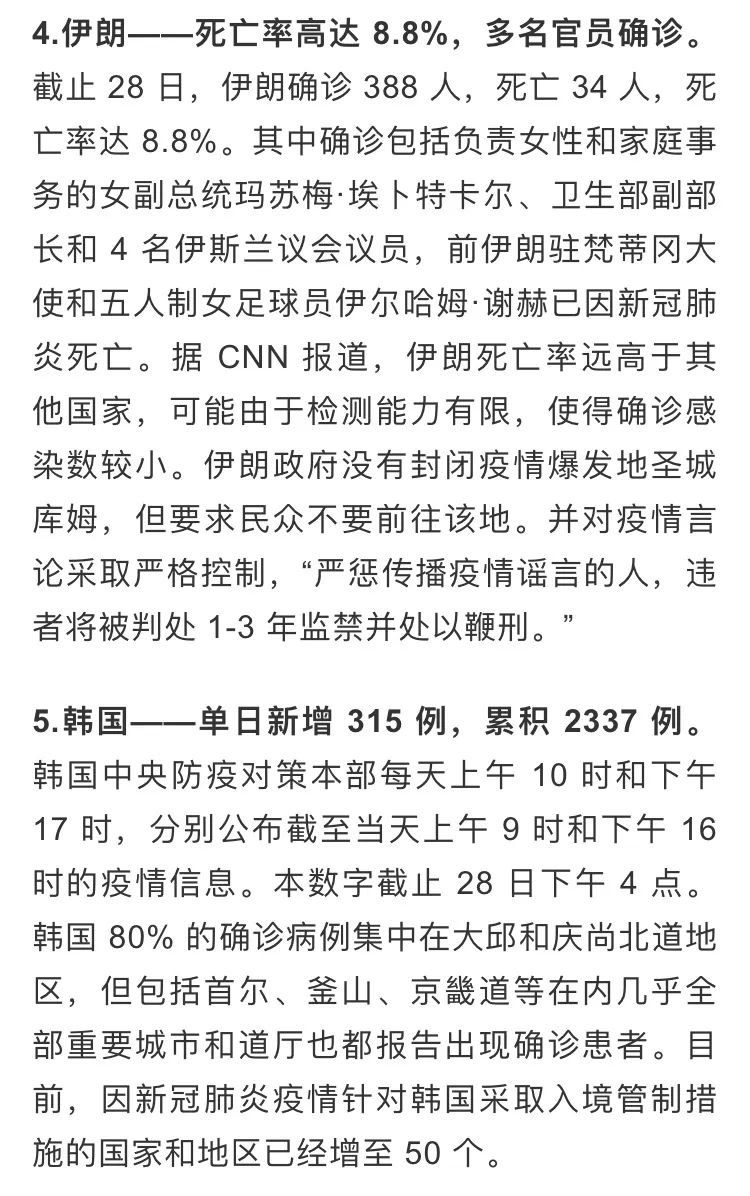 4.伊朗——死亡率高达 8.8%，多名官员确诊。
截止 28 日，伊朗确诊 388 人，死亡 34 人，死
亡率达 8.8%。其中确诊包括负责女性和家庭事
务的女副总统玛苏梅·埃卜特卡尔、卫生部副部
长和 4 名伊斯兰议会议员，前伊朗驻梵蒂冈大
使和五人制女足球员伊尔哈姆·谢赫已因新冠肺
炎死亡。据 CNN 报道，伊朗死亡率远高于其
他国家，可能由于检测能力有限，使得确诊感
染数较小。伊朗政府没有封闭疫情爆发地圣城
库姆，但要求民众不要前往该地。并对疫情言
论采取严格控制，“严惩传播疫情谣言的人，违
者将被判处 1-3 年监禁并处以鞭刑。”
5.韩国——单日新增 315 例，累积 2337 例。
韩国中央防疫对策本部每天上午 10 时和下午
17 时，分别公布截至当天上午 9 时和下午 16
时的疫情信息。本数字截止 28 日下午 4 点。
韩国 80% 的确诊病例集中在大邱和庆尚北道地
区，但包括首尔、釜山、京畿道等在内几乎全
部重要城市和道厅也都报告出现确诊患者。目
前，因新冠肺炎疫情针对韩国采取入境管制措
施的国家和地区已经增至 50 个。